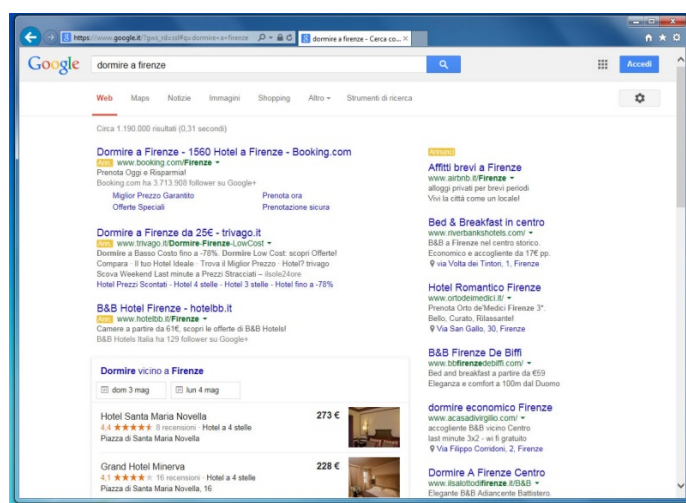 https://www.google.it/?gws_rd=ssl#q=dormire+a+firenze
dormire a firenze - Cerca co...
Google
dormire a firenze
Accedi
Web Maps Notizie Immagini Shopping Altro Strumenti di ricerca
Circa 1.190.000 risultati (0,31 secondi)
Dormire a Firenze - 1560 Hotel a Firenze - Booking.com
Ann. www.booking.com/Firenze
Prenota Oggi e Risparmia!
Booking.com ha 3.713.908 follower su Google+
Miglior Prezzo Garantito Prenota ora
Offerte Speciali Prenotazione sicura
Dormire a Firenze da 25€ - trivago.it
Ann. www.trivago.it/Dormire-Firenze-LowCost
Dormire a Basso Costo fino a -78%. Dormire Low Cost: scopri Offerte!
Compara · Il tuo Hotel Ideale · Trova il Miglior Prezzo · Hotel? trivago
Scova Weekend Last minute a Prezzi Stracciati – ilsole24ore
Hotel Prezzi Scontati - Hotel 4 stelle - Hotel 3 stelle - Hotel fino a -78%
B&B Hotel Firenze - hotelbb.it
Ann. www.hotelbb.it/Firenze
Camere a partire da 61€, scopri le offerte di B&B Hotels!
B&B Hotels Italia ha 129 follower su Google+
Dormire vicino a Firenze
dom 3 mag lun 4 mag
Hotel Santa Maria Novella 273 €
4,4 8 recensioni · Hotel a 4 stelle
Piazza di Santa Maria Novella
Grand Hotel Minerva 228 €
4,1 16 recensioni · Hotel a 4 stelle
Piazza di Santa Maria Novella, 16
Annunci
Affitti brevi a Firenze
www.airbnb.it/Firenze
alloggi privati per brevi periodi
Vivi la città come un locale!
Bed & Breakfast in centro
www.riverbankshotels.com/
B&B a Firenze nel centro storico.
Economico e accogliente da 17€ pp.
via Volta dei Tintori, 1, Firenze
Hotel Romantico Firenze
www.ortodeimedici.it/
Prenota Orto de'Medici Firenze 3*.
Bello, Curato, Rilassante!
Via San Gallo, 30, Firenze
B&B Firenze De Biffi
www.bbfirenzedebiffi.com/
Bed and breakfast a partire da €59
Eleganza e comfort a 100m dal Duomo
dormire economico Firenze
www.acasadivirgilio.com/
accogliente B&B vicino Centro
last minute 3x2 - wi fi gratuito
Via Filippo Corridoni, 2, Firenze
Dormire A Firenze Centro
www.ilsalottodifirenze.it/B&B
Elegante B&B Adiancente Battistero.